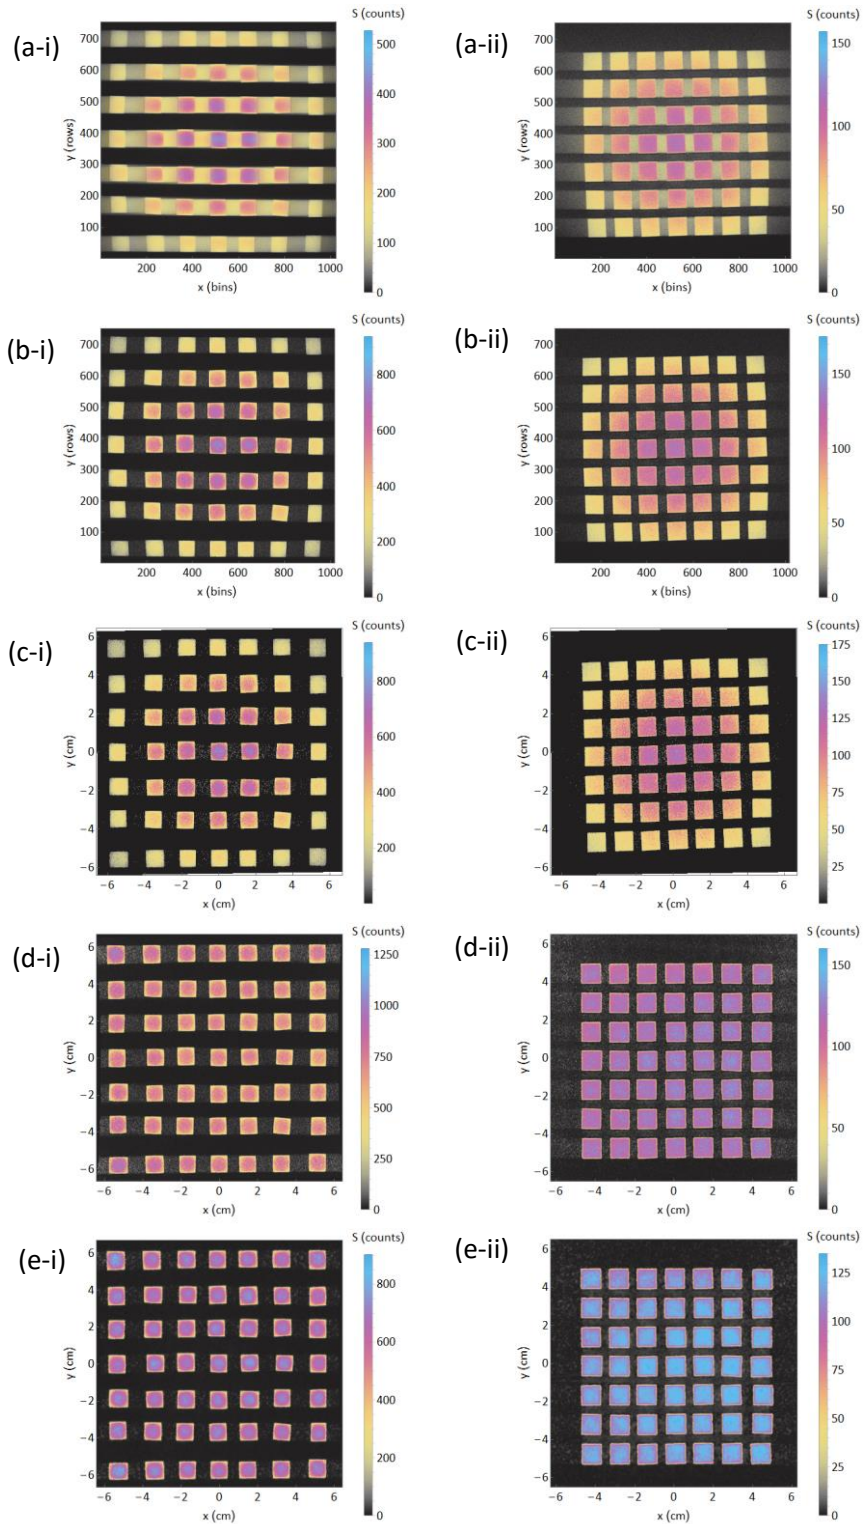 (a-i)
S (counts)
700
600
500
400
300
200
100
y (rows)
200 400 600 800 1000
x (bins)
500
400
300
200
100
0
(a-ii)
S (counts)
700
600
500
400
300
200
100
y (rows)
200 400 600 800 1000
x (bins)
150
100
50
0
(b-i)
S (counts)
700
600
500
400
300
200
100
y (rows)
200 400 600 800 1000
x (bins)
800
600
400
200
0
(b-ii)
S (counts)
700
600
500
400
300
200
100
y (rows)
200 400 600 800 1000
x (bins)
150
100
50
0
(c-i)
S (counts)
6
4
2
0
−2
−4
−6
y (cm)
−6 −4 −2 0 2 4 6
x (cm)
800
600
400
200
(c-ii)
S (counts)
6
4
2
0
−2
−4
−6
y (cm)
−6 −4 −2 0 2 4 6
x (cm)
175
150
125
100
75
50
25
(d-i)
S (counts)
6
4
2
0
−2
−4
−6
y (cm)
−6 −4 −2 0 2 4 6
x (cm)
1250
1000
750
500
250
0
(d-ii)
S (counts)
6
4
2
0
−2
−4
−6
y (cm)
−6 −4 −2 0 2 4 6
x (cm)
150
100
50
0
(e-i)
S (counts)
6
4
2
0
−2
−4
−6
y (cm)
−6 −4 −2 0 2 4 6
x (cm)
800
600
400
200
0
(e-ii)
S (counts)
6
4
2
0
−2
−4
−6
y (cm)
−6 −4 −2 0 2 4 6
x (cm)
125
100
75
50
25
0